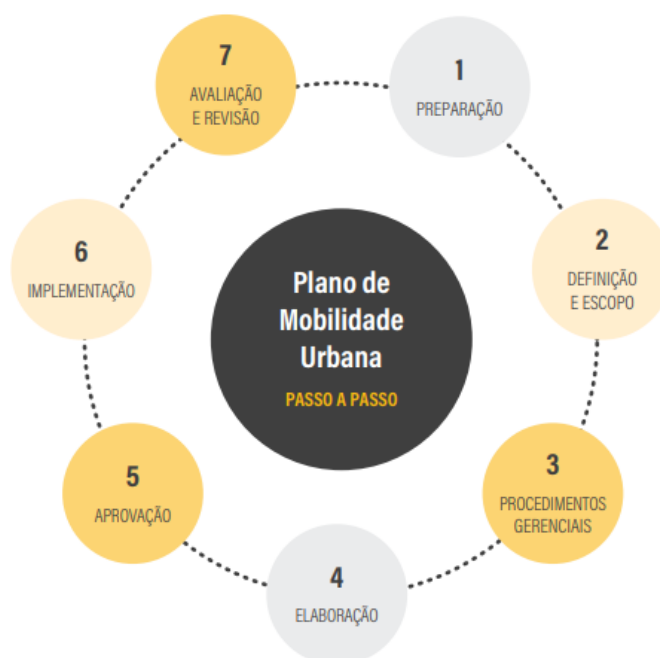 Plano de
Mobilidade
Urbana
PASSO A PASSO
1
PREPARAÇÃO
2
DEFINIÇÃO
E ESCOPO
3
PROCEDIMENTOS
GERENCIAIS
4
ELABORAÇÃO
5
APROVAÇÃO
6
IMPLEMENTAÇÃO
7
AVALIAÇÃO
E REVISÃO